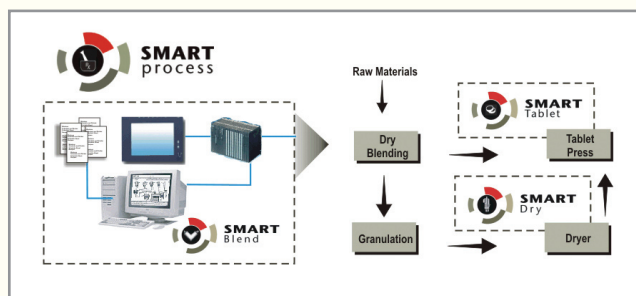 SMART
process
SMART
Blend
Raw Materials
Dry
Blending
Granulation
SMART
Tablet
Tablet
Press
SMART
Dry
Dryer